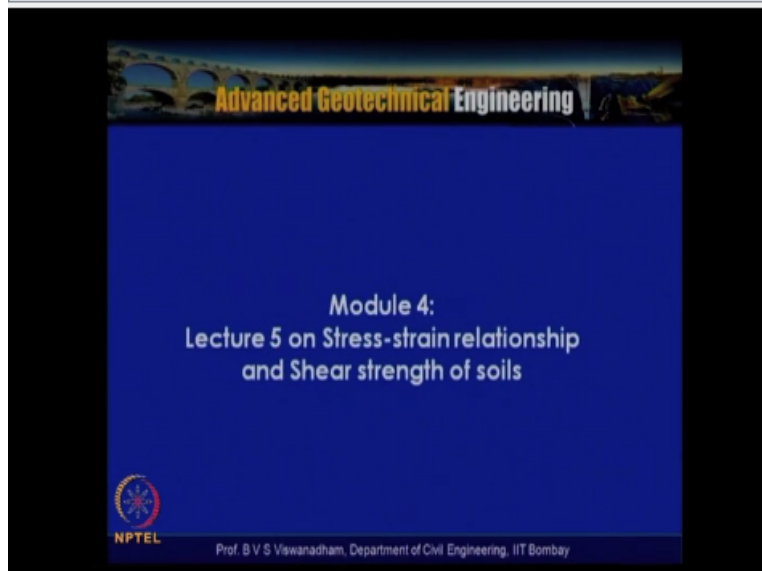 Advanced Geotechnical Engineering
Module 4:
Lecture 5 on Stress-strain relationship
and Shear strength of soils
NPTEL
Prof. B V S Viswanadham, Department of Civil Engineering, IIT Bombay